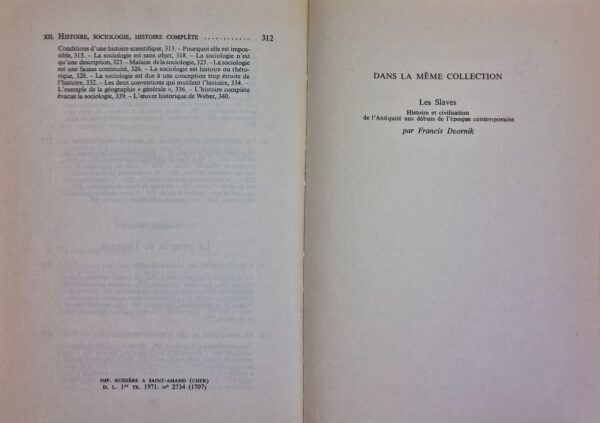 XII. HISTOIRE, SOCIOLOGIE, HISTOIRE COMPLÈTE ........... 312
Conditions d'une histoire scientifique, 313. – Pourquoi elle est impos-
sible, 315. – La sociologie est sans objet, 318. – La sociologie n'est
qu'une description, 323. – Malaise de la sociologie, 325. – La sociologie
est une fausse continuité, 326. – La sociologie est histoire ou rhéto-
rique, 328. – La sociologie est due à une conception trop étroite de
l'histoire, 332. – Les deux conventions qui mutilent l'histoire, 334. –
L'exemple de la géographie « générale », 336. – L'histoire complète
évacue la sociologie, 339. – L'œuvre historique de Weber, 340.
IMP. BUSSIÈRE A SAINT-AMAND (CHER)
D. L. 1er TR. 1971. Nº 2734 (1707)
DANS LA MÊME COLLECTION
Les Slaves
Histoire et civilisation
de l'Antiquité aux débuts de l'époque contemporaine
par Francis Dvornik